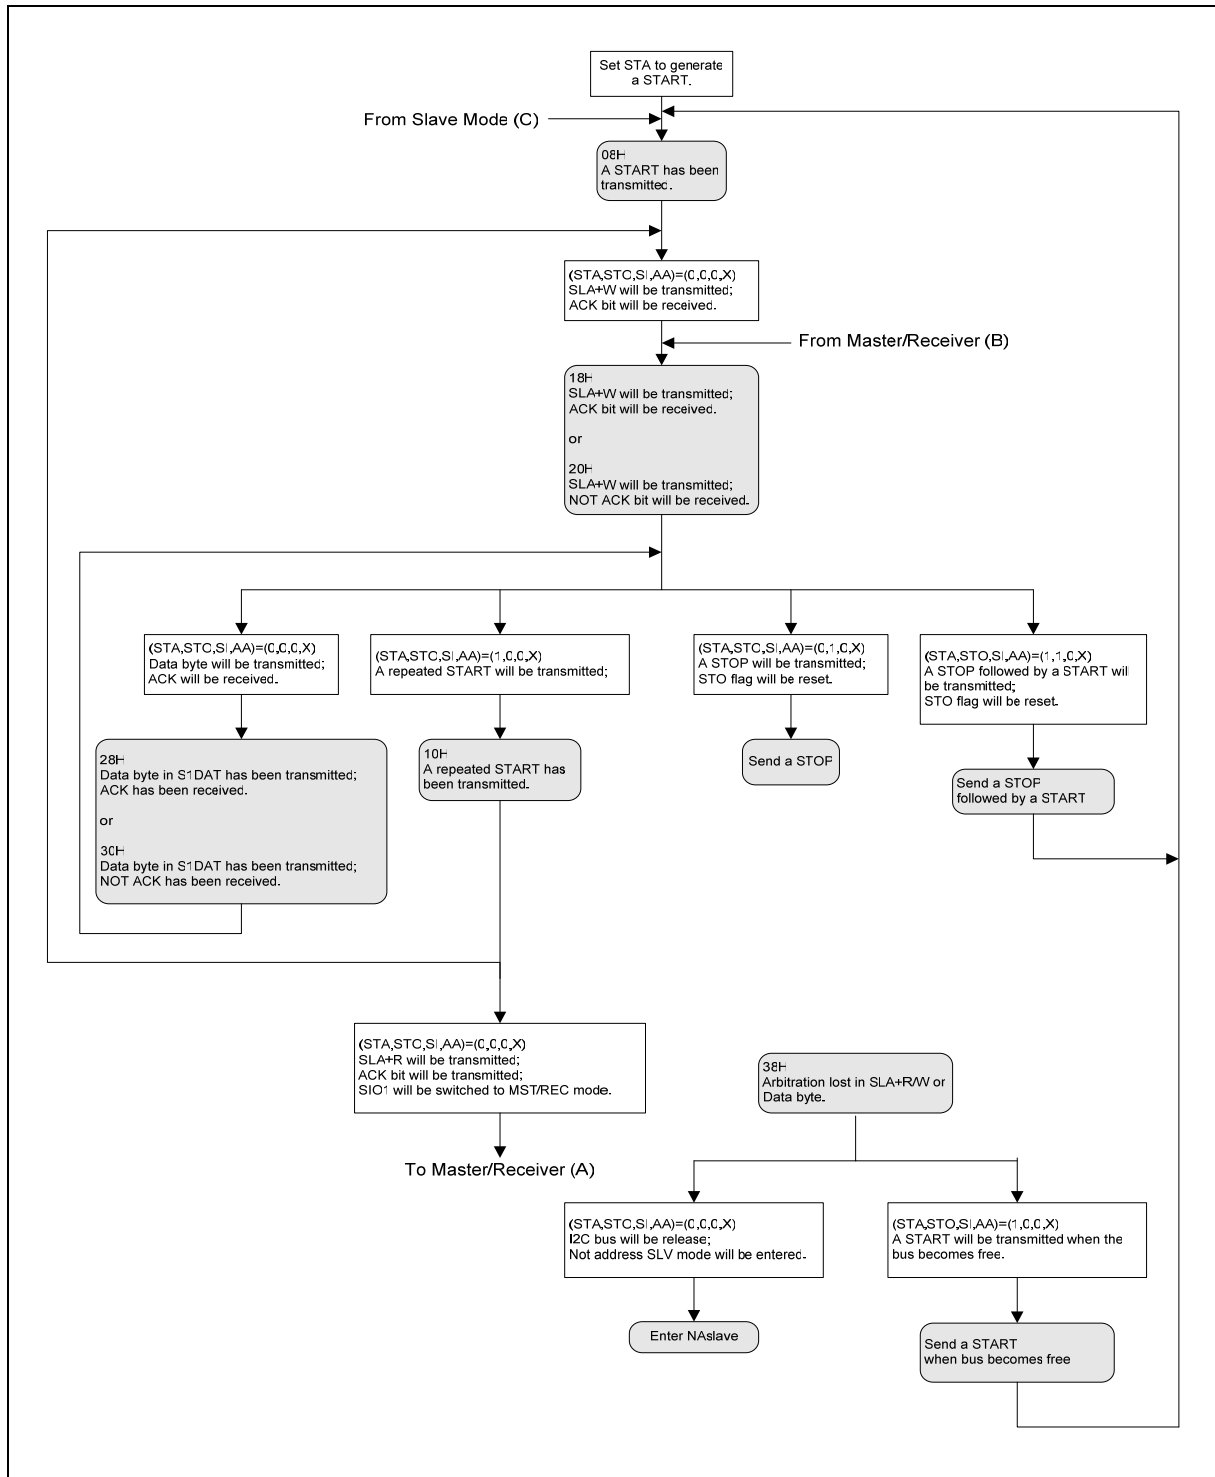 Set STA to generate
a START.
From Slave Mode (C)
08H
A START has been
transmitted.
(STA,STO,SI,AA)=(0,0,0,X)
SLA+W will be transmitted;
ACK bit will be received.
From Master/Receiver (B)
18H
SLA+W will be transmitted;
ACK bit will be received.
or
20H
SLA+W will be transmitted;
NOT ACK bit will be received.
(STA,STO,SI,AA)=(0,0,0,X)
Data byte will be transmitted;
ACK will be received.
(STA,STO,SI,AA)=(1,0,0,X)
A repeated START will be transmitted;
(STA,STO,SI,AA)=(0,1,0,X)
A STOP will be transmitted;
STO flag will be reset.
(STA,STO,SI,AA)=(1,1,0,X)
A STOP followed by a START will
be transmitted;
STO flag will be reset.
28H
Data byte in S1DAT has been transmitted;
ACK has been received.
or
30H
Data byte in S1DAT has been transmitted;
NOT ACK has been received.
10H
A repeated START has
been transmitted.
Send a STOP
Send a STOP
followed by a START
(STA,STO,SI,AA)=(0,0,0,X)
SLA+R will be transmitted;
ACK bit will be transmitted;
SIO1 will be switched to MST/REC mode.
To Master/Receiver (A)
38H
Arbitration lost in SLA+R/W or
Data byte.
(STA,STO,SI,AA)=(0,0,0,X)
I2C bus will be release;
Not address SLV mode will be entered.
(STA,STO,SI,AA)=(1,0,0,X)
A START will be transmitted when the
bus becomes free.
Enter NAslave
Send a START
when bus becomes free